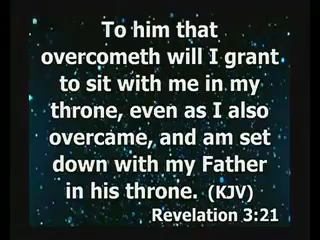 To him that
overcometh will I grant
to sit with me in my
throne, even as I also
overcame, and am set
down with my Father
in his throne. (KJV)
Revelation 3:21